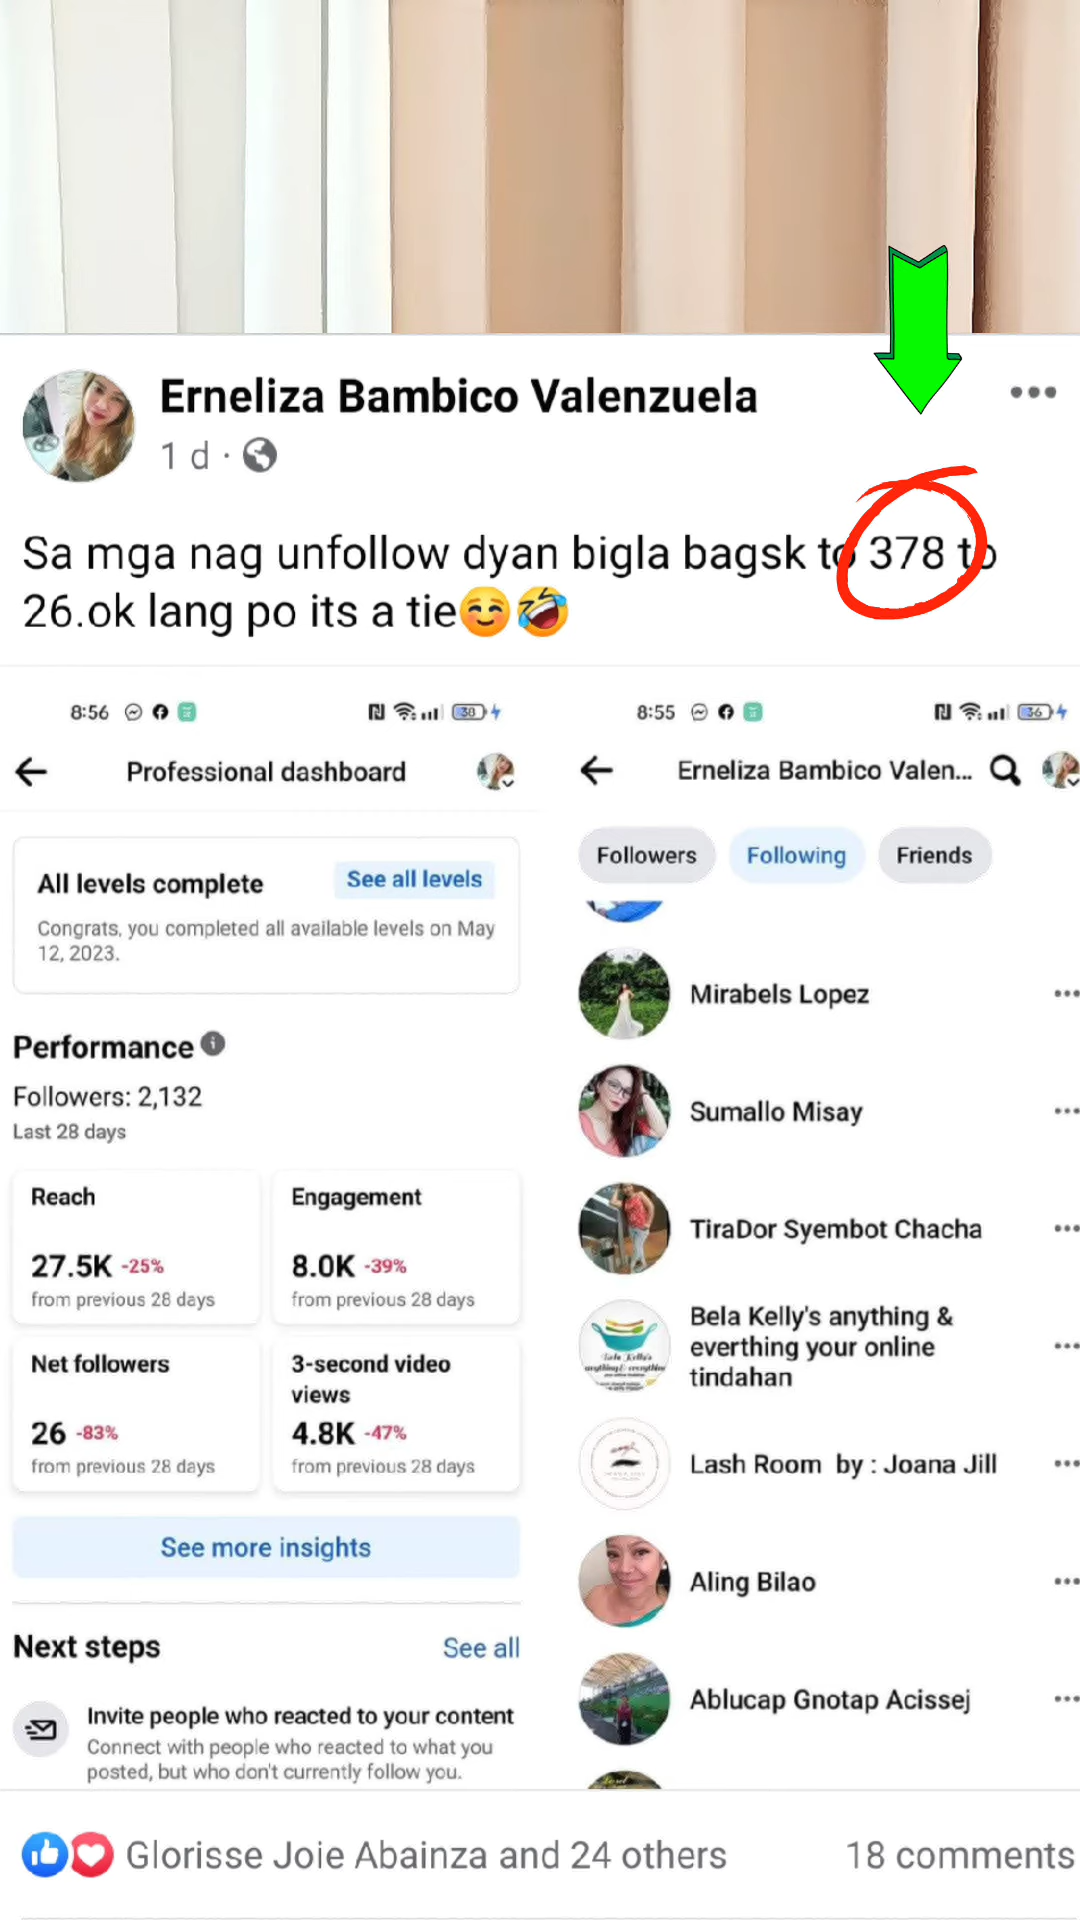 Erneliza Bambico Valenzuela
1 d ·
Sa mga nag unfollow dyan bigla bagsk to 378 to
26.ok lang po its a tie☺️🤣
8:56
38
Professional dashboard
All levels complete
See all levels
Congrats, you completed all available levels on May
12, 2023.
Performance
Followers: 2,132
Last 28 days
Reach
27.5K -25%
from previous 28 days
Engagement
8.0K -39%
from previous 28 days
Net followers
26 -83%
from previous 28 days
3-second video
views
4.8K -47%
from previous 28 days
See more insights
Next steps
See all
Invite people who reacted to your content
Connect with people who reacted to what you
posted, but who don't currently follow you.
8:55
36
Erneliza Bambico Valen...
Followers
Following
Friends
Mirabels Lopez
Sumallo Misay
TiraDor Syembot Chacha
Bela Kelly's anything &
everthing your online
tindahan
Lash Room by : Joana Jill
Aling Bilao
Ablucap Gnotap Acissej
Glorisse Joie Abainza and 24 others
18 comments